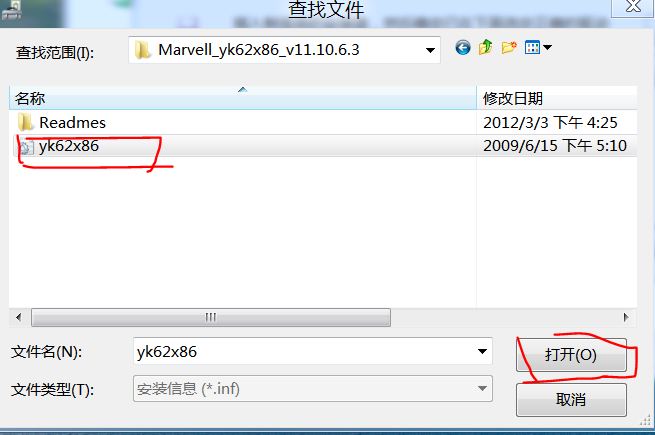 查找文件
查找范围(I):
Marvell_yk62x86_v11.10.6.3
名称
修改日期
Readmes
2012/3/3 下午 4:25
yk62x86
2009/6/15 下午 5:10
文件名(N):
yk62x86
打开(O)
文件类型(T):
安装信息 (*.inf)
取消